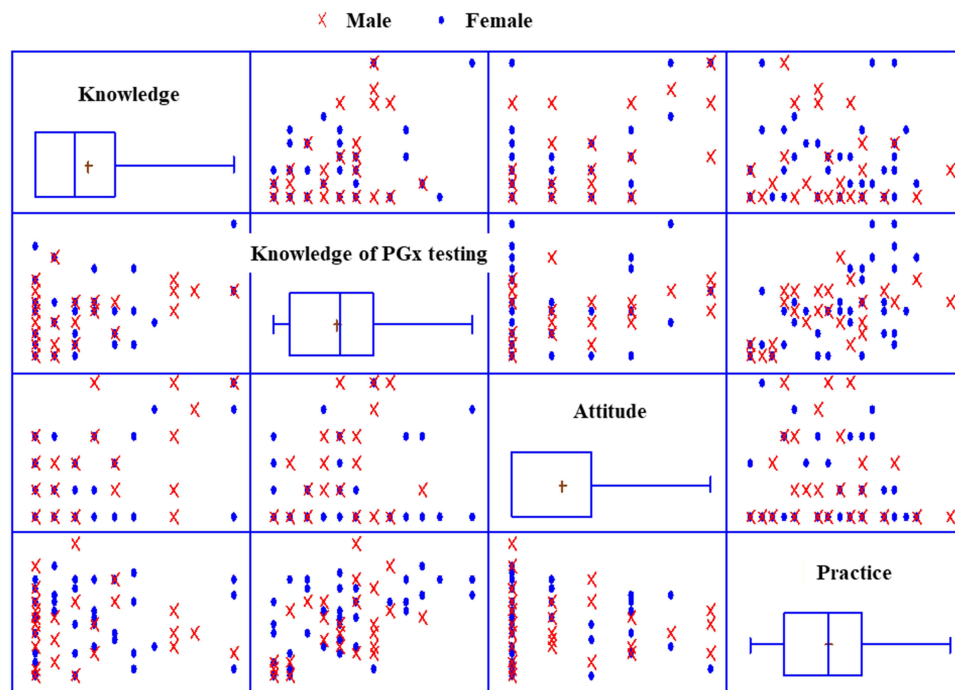 Male Female
Knowledge
Knowledge of PGx testing
Attitude
Practice